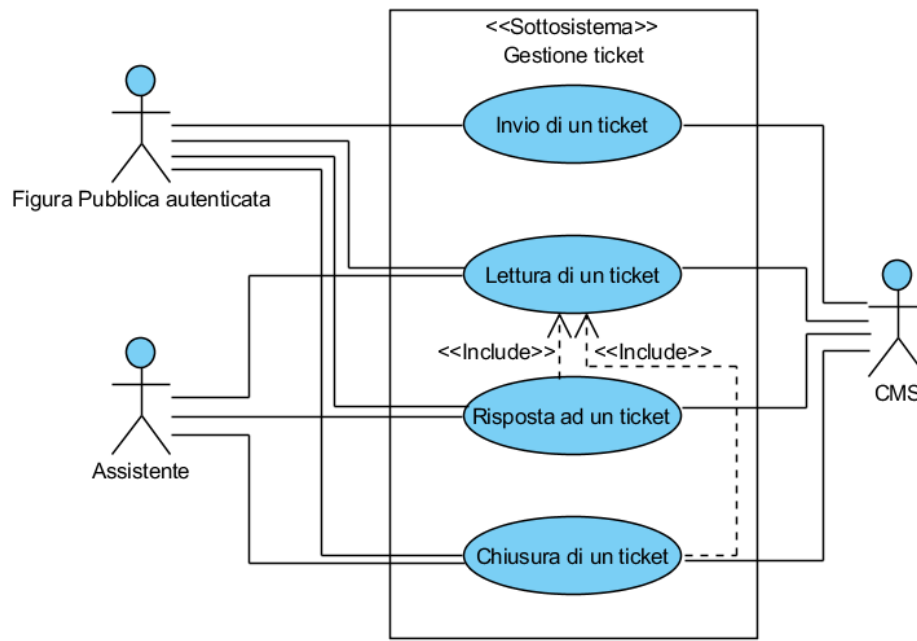 <<Sottosistema>>
Gestione ticket
Invio di un ticket
Figura Pubblica autenticata
Lettura di un ticket
<<Include>>
<<Include>>
CMS
Risposta ad un ticket
Assistente
Chiusura di un ticket